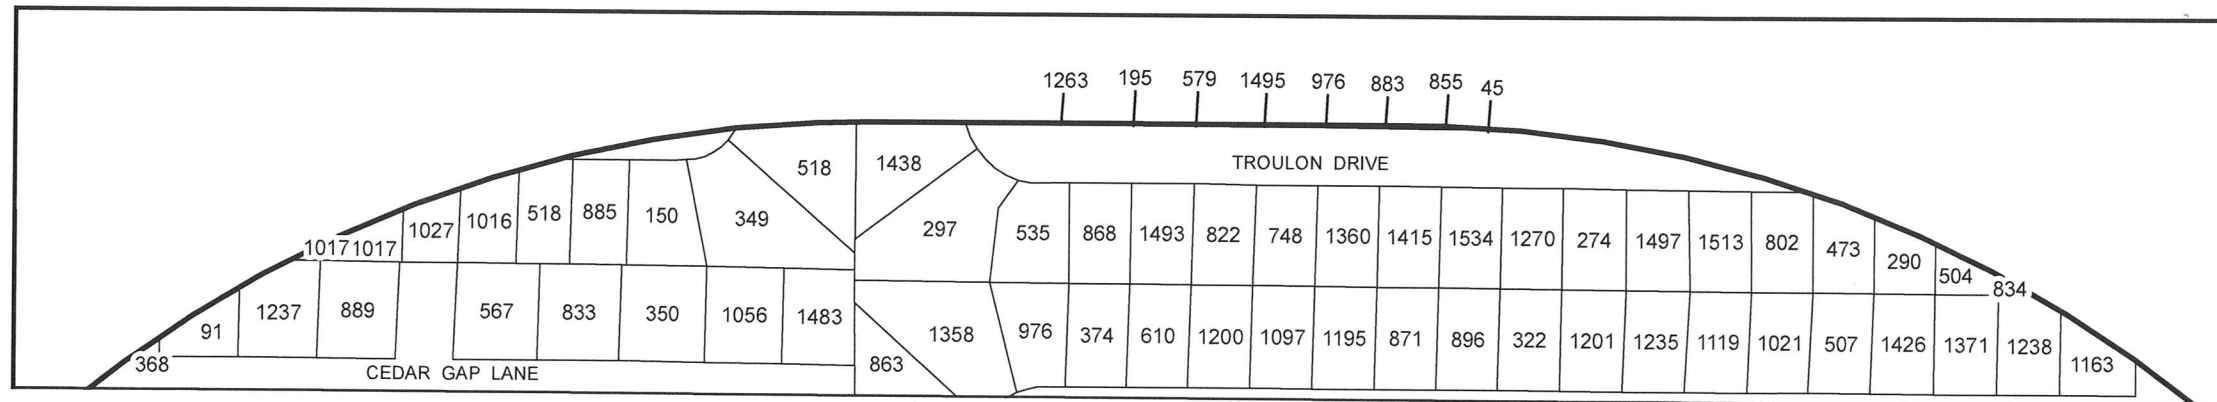 1263 195 579 1495 976 883 855 45
518 1438 TROULON DRIVE
1017 1017 1027 1016 518 885 150 349 297 535 868 1493 822 748 1360 1415 1534 1270 274 1497 1513 802 473 290 504 834
368 91 1237 889 567 833 350 1056 1483 863 1358 976 374 610 1200 1097 1195 871 896 322 1201 1235 1119 1021 507 1426 1371 1238 1163
CEDAR GAP LANE